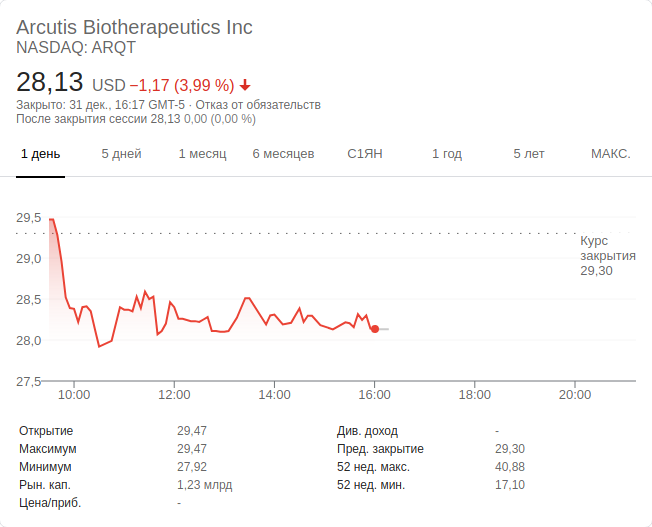 Arcutis Biotherapeutics Inc
NASDAQ: ARQT
28,13 USD −1,17 (3,99 %)
Закрыто: 31 дек., 16:17 GMT-5 · Отказ от обязательств
После закрытия сессии 28,13 0,00 (0,00 %)
1 день 5 дней 1 месяц 6 месяцев С1ЯН 1 год 5 лет МАКС.
29,5
Курс
закрытия
29,30
29,0
28,5
28,0
27,5
10:00 12:00 14:00 16:00 18:00 20:00
Открытие 29,47 Див. доход -
Максимум 29,47 Пред. закрытие 29,30
Минимум 27,92 52 нед. макс. 40,88
Рын. кап. 1,23 млрд 52 нед. мин. 17,10
Цена/приб. -